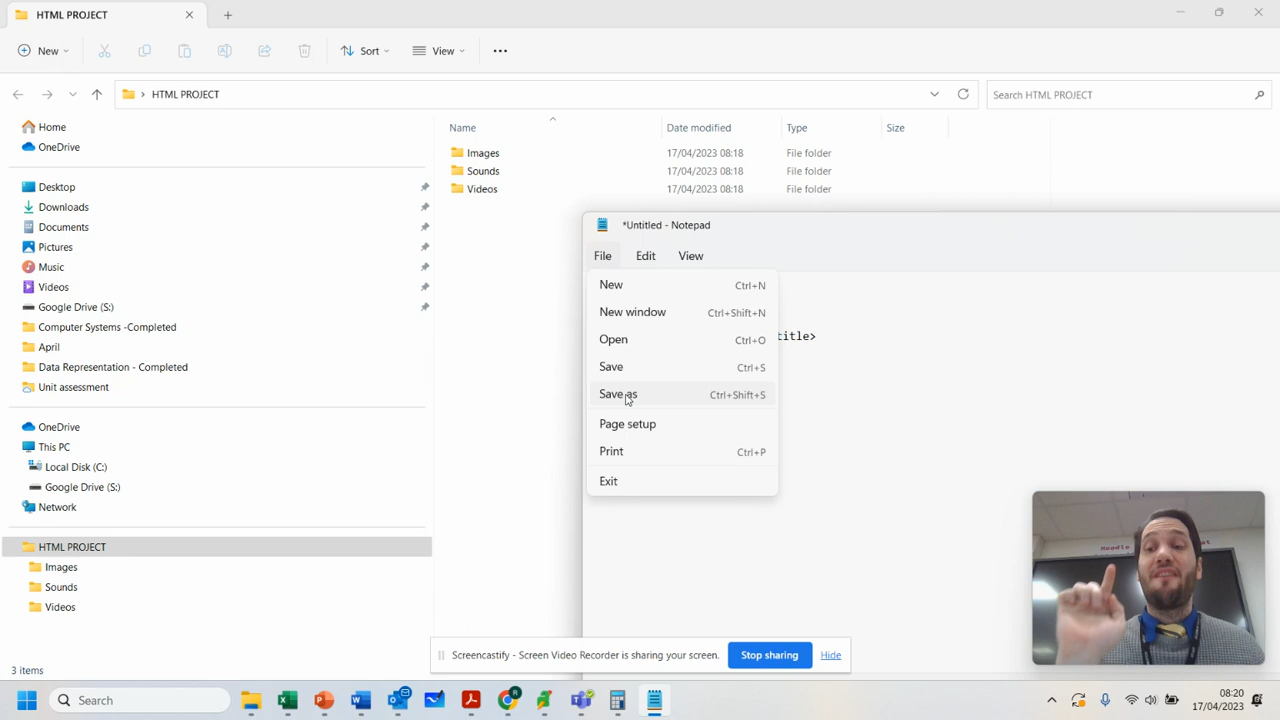 HTML PROJECT
New
Sort
View
HTML PROJECT
Search HTML PROJECT
Home
OneDrive
Desktop
Downloads
Documents
Pictures
Music
Videos
Google Drive (S:)
Computer Systems -Completed
April
Data Representation - Completed
Unit assessment
OneDrive
This PC
Local Disk (C:)
Google Drive (S:)
Network
HTML PROJECT
Images
Sounds
Videos
3 items
Name Date modified Type Size
Images 17/04/2023 08:18 File folder
Sounds 17/04/2023 08:18 File folder
Videos 17/04/2023 08:18 File folder
*Untitled - Notepad
File Edit View
New Ctrl+N
New window Ctrl+Shift+N
Open Ctrl+O
Save Ctrl+S
Save as Ctrl+Shift+S
Page setup
Print Ctrl+P
Exit
title>
Screencastify - Screen Video Recorder is sharing your screen. Stop sharing Hide
Search
08:20
17/04/2023